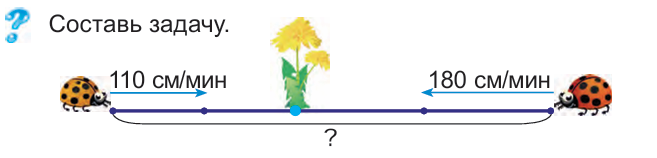 ? Составь задачу.
110 см/мин 180 см/мин
?